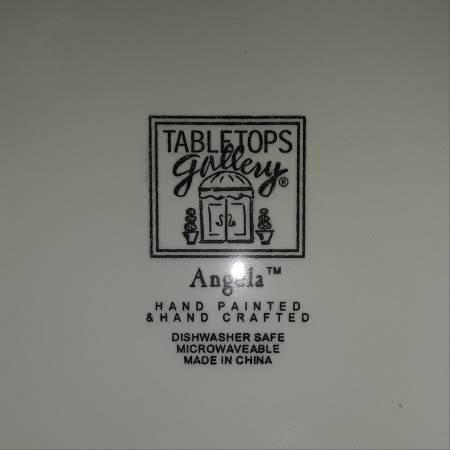 TABLETOPS
gallery®
Angela™
HAND PAINTED
& HAND CRAFTED
DISHWASHER SAFE
MICROWAVEABLE
MADE IN CHINA